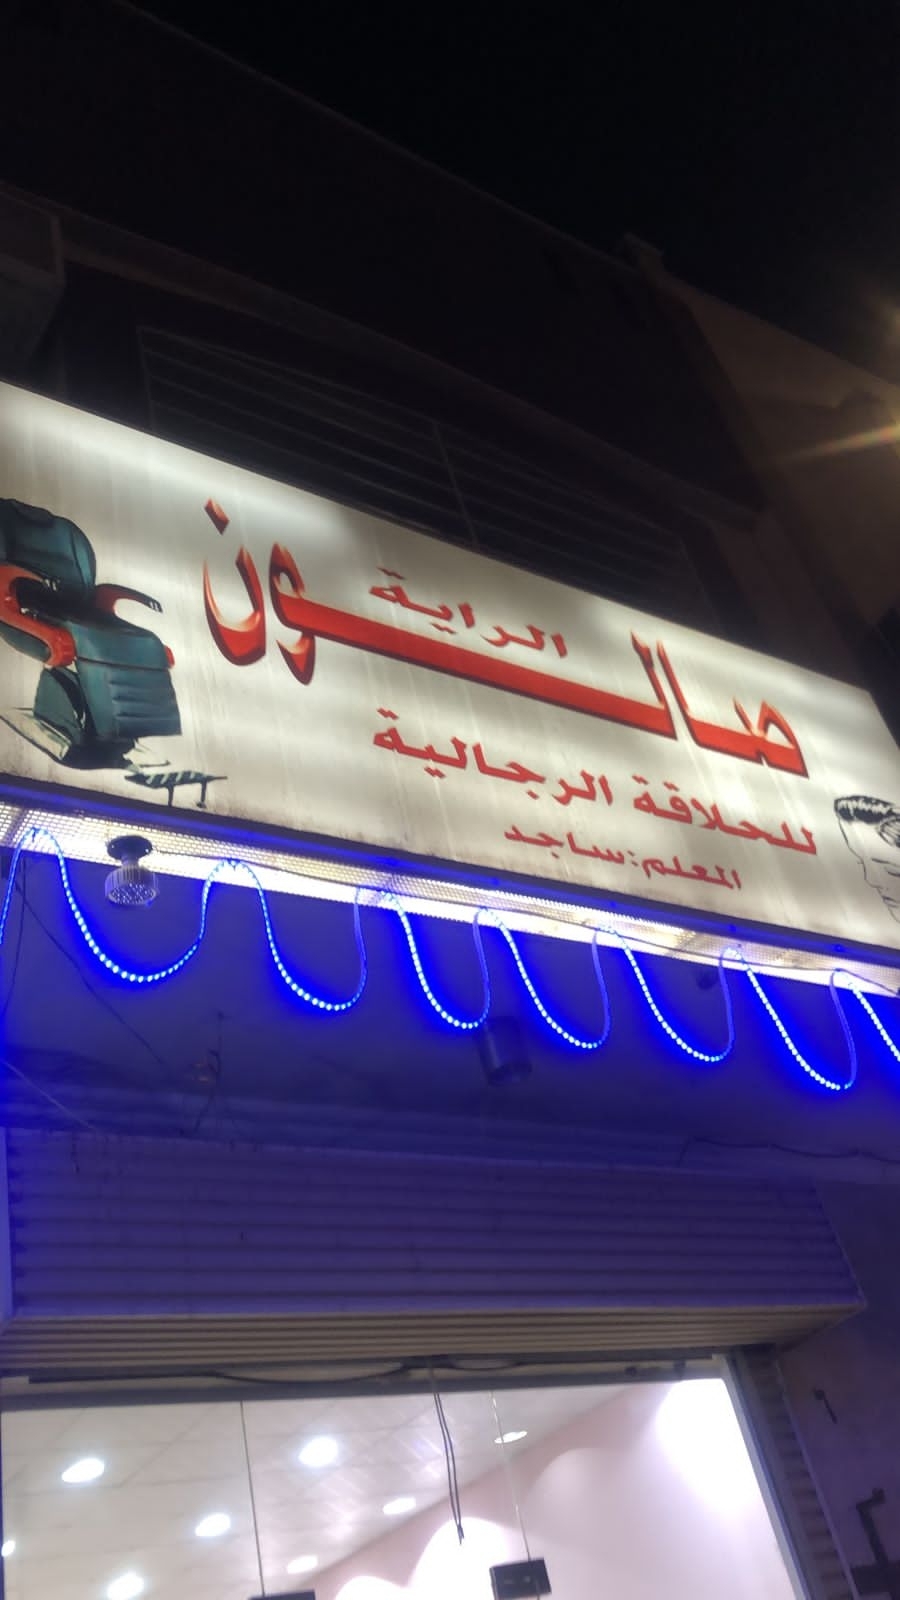 صالون
الراية
للحلاقة الرجالية
المعلم:ساجد